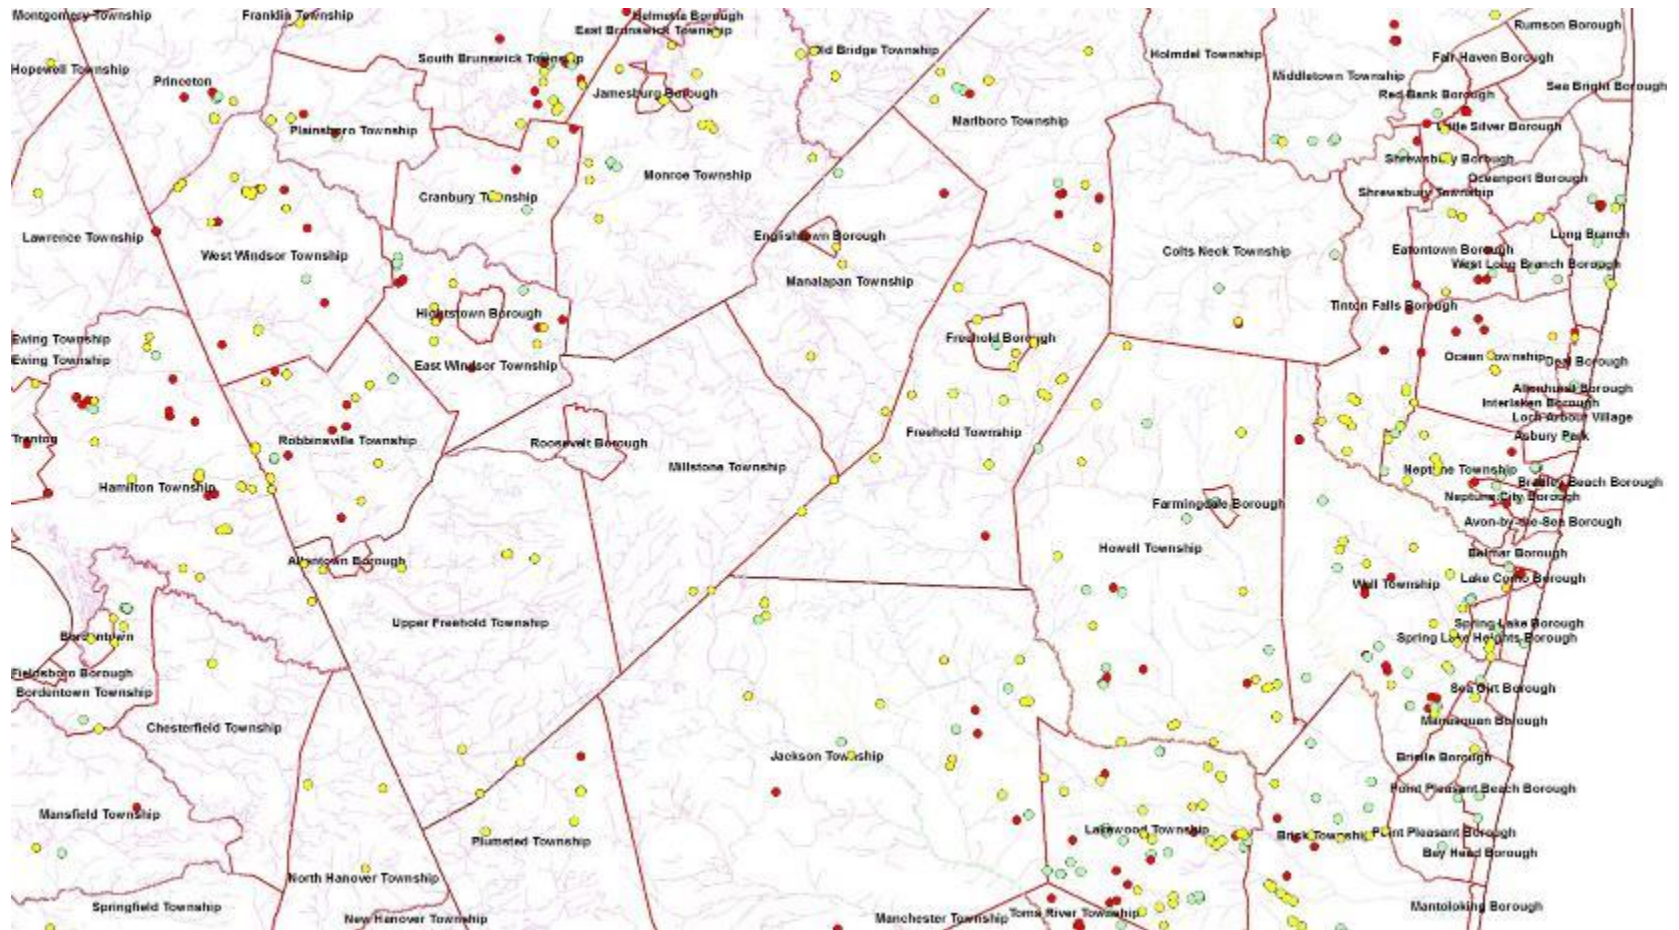 Montgomery Township
Franklin Township
Helmetta Borough
Rumson Borough
East Brunswick Township
Old Bridge Township
Holmdel Township
Fair Haven Borough
South Brunswick Township
Hopewell Township
Princeton
Middletown Township
Sea Bright Borough
Jamesburg Borough
Red Bank Borough
Marlboro Township
Little Silver Borough
Plainsboro Township
Shrewsbury Borough
Monroe Township
Oceanport Borough
Cranbury Township
Shrewsbury Township
Lawrence Township
Englishtown Borough
Long Branch
West Windsor Township
Colts Neck Township
Eatontown Borough
West Long Branch Borough
Manalapan Township
Tinton Falls Borough
Hightstown Borough
Ewing Township
Freehold Borough
Ewing Township
East Windsor Township
Ocean Township
Deal Borough
Allenhurst Borough
Interlaken Borough
Loch Arbour Village
Trenton
Robbinsville Township
Roosevelt Borough
Freehold Township
Asbury Park
Millstone Township
Neptune Township
Hamilton Township
Bradley Beach Borough
Neptune City Borough
Farmingdale Borough
Avon-by-the-Sea Borough
Howell Township
Belmar Borough
Allentown Borough
Wall Township
Lake Como Borough
Upper Freehold Township
Spring Lake Borough
Bordentown
Spring Lake Heights Borough
Fieldsboro Borough
Bordentown Township
Sea Girt Borough
Chesterfield Township
Manasquan Borough
Jackson Township
Brielle Borough
Point Pleasant Beach Borough
Mansfield Township
Lakewood Township
Brick Township
Point Pleasant Borough
Plumsted Township
Bay Head Borough
North Hanover Township
Springfield Township
Mantoloking Borough
New Hanover Township
Manchester Township
Toms River Township